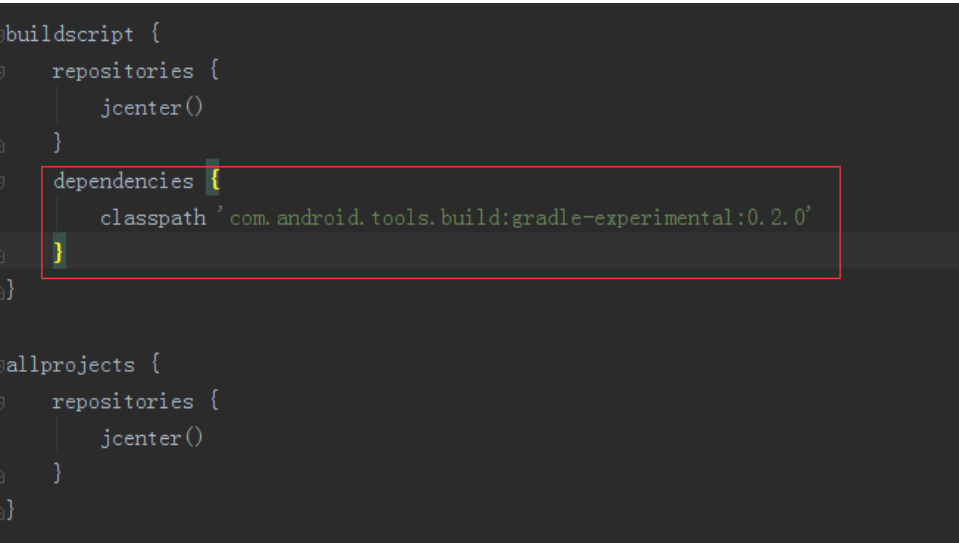 buildscript {
    repositories {
        jcenter()
    }
    dependencies {
        classpath 'com.android.tools.build:gradle-experimental:0.2.0'
    }
}
allprojects {
    repositories {
        jcenter()
    }
}